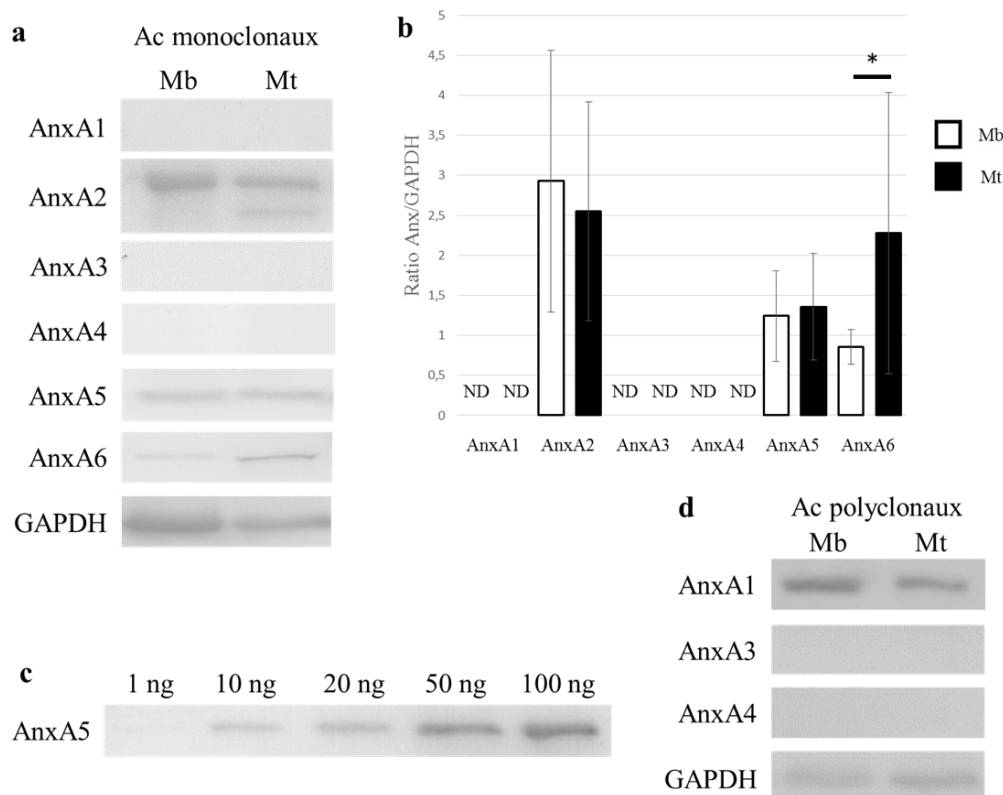 a
Ac monoclonaux
Mb Mt
AnxA1
AnxA2
AnxA3
AnxA4
AnxA5
AnxA6
GAPDH
b
5
4,5
4
3,5
3
2,5
2
1,5
1
0,5
0
Ratio Anx/GAPDH
ND ND ND ND ND ND
*
AnxA1 AnxA2 AnxA3 AnxA4 AnxA5 AnxA6
Mb
Mt
c
1 ng 10 ng 20 ng 50 ng 100 ng
AnxA5
d
Ac polyclonaux
Mb Mt
AnxA1
AnxA3
AnxA4
GAPDH